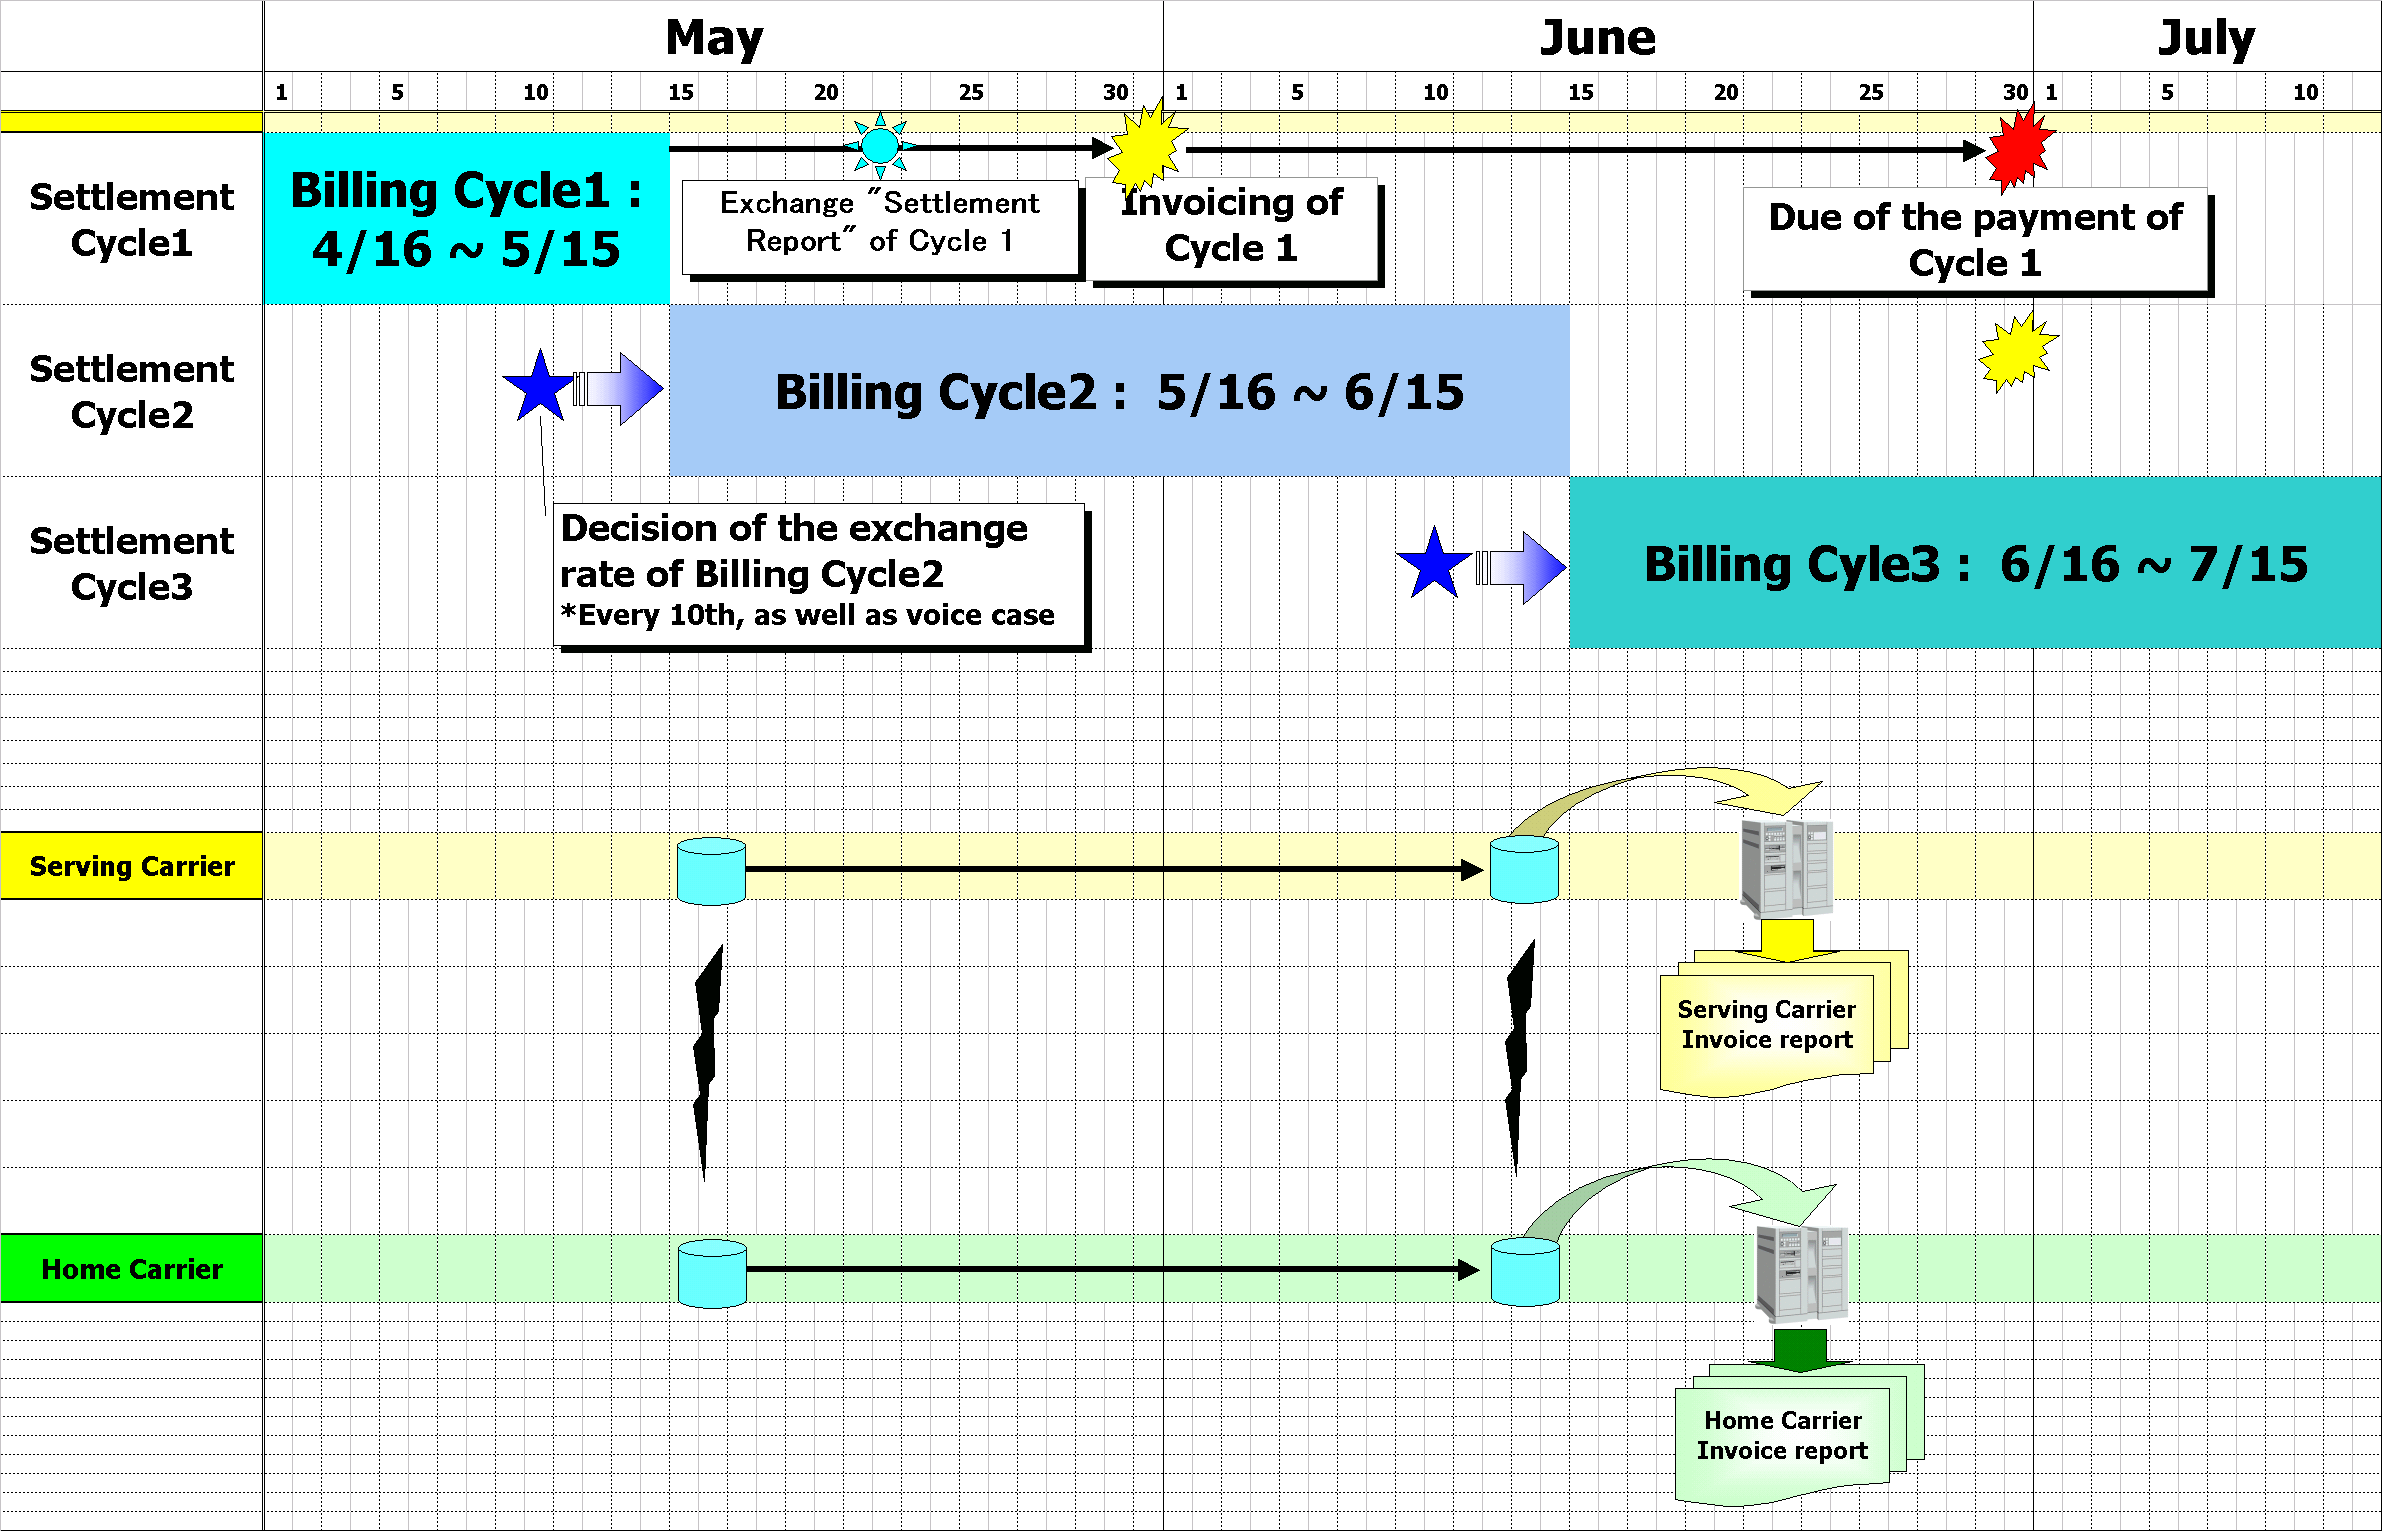 May June July
1 5 10 15 20 25 30 1 5 10 15 20 25 30 1 5 10
Settlement
Cycle1
Billing Cycle1 :
4/16 ~ 5/15
Exchange "Settlement
Report" of Cycle 1
Invoicing of
Cycle 1
Due of the payment of
Cycle 1
Settlement
Cycle2
Billing Cycle2 : 5/16 ~ 6/15
Settlement
Cycle3
Decision of the exchange
rate of Billing Cycle2
*Every 10th, as well as voice case
Billing Cyle3 : 6/16 ~ 7/15
Serving Carrier
Serving Carrier
Invoice report
Home Carrier
Home Carrier
Invoice report